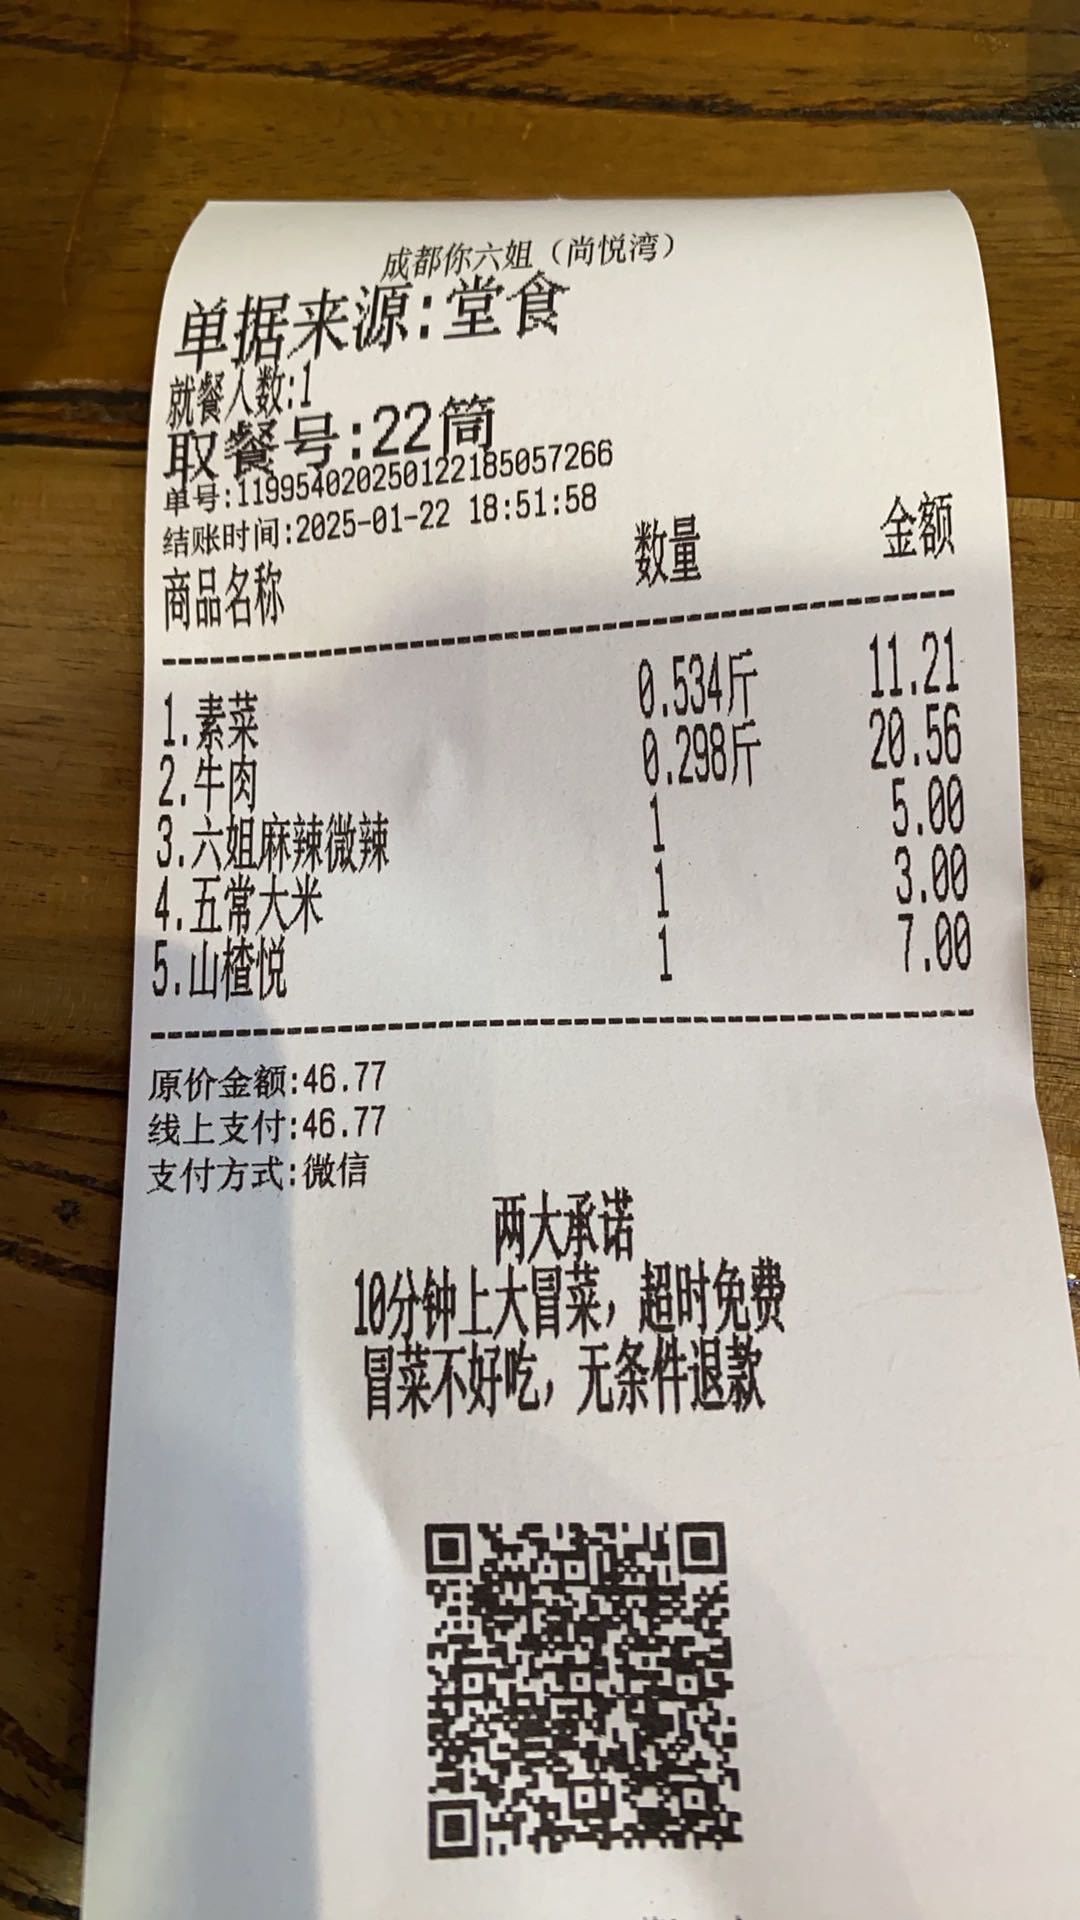 成都你六姐（尚悦湾）
单据来源:堂食
就餐人数:1
取餐号:22筒
单号:119954020250122185057266
结账时间:2025-01-22 18:51:58
商品名称 数量 金额
1.素菜 0.534斤 11.21
2.牛肉 0.298斤 20.56
3.六姐麻辣微辣 1 5.00
4.五常大米 1 3.00
5.山楂悦 1 7.00
原价金额:46.77
线上支付:46.77
支付方式:微信
两大承诺
10分钟上大冒菜，超时免费
冒菜不好吃，无条件退款